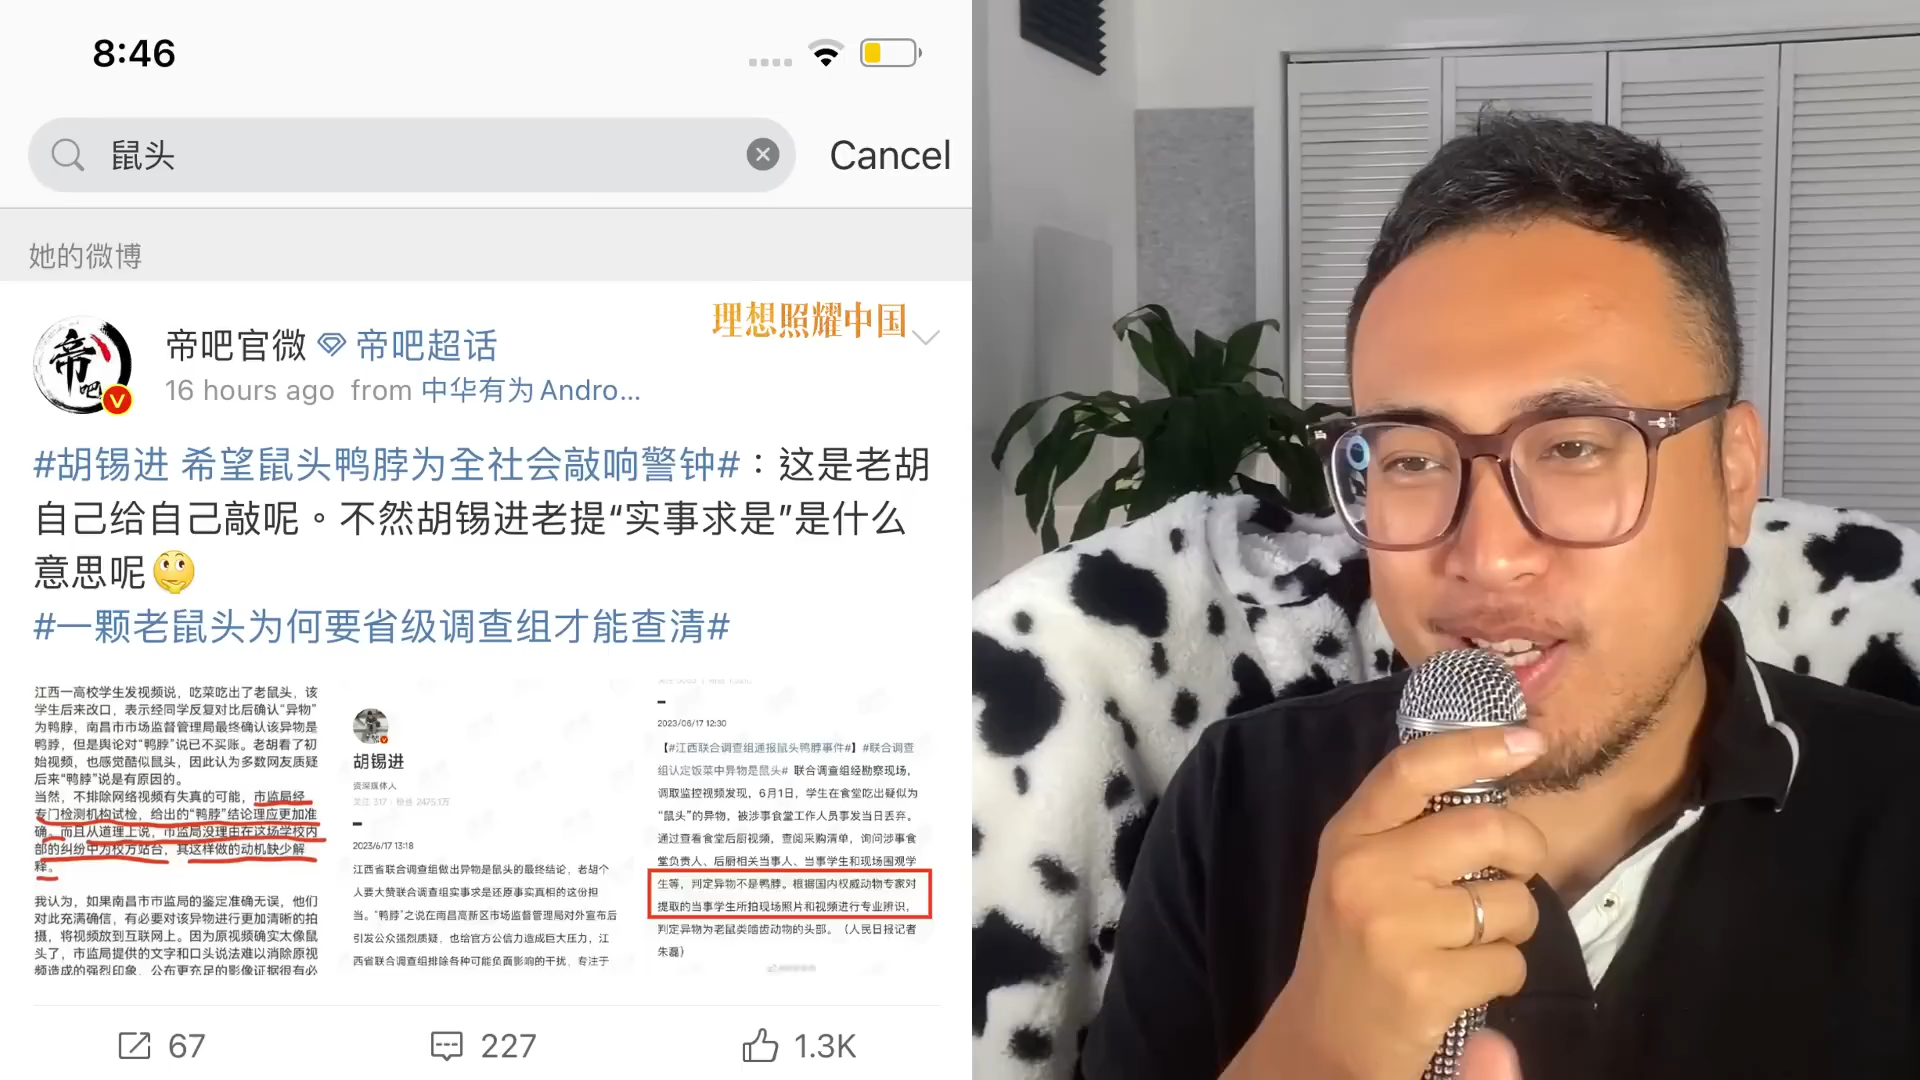 8:46
鼠头
Cancel
她的微博
理想照耀中国
帝吧官微 帝吧超话
16 hours ago from 中华有为Andro...
#胡锡进 希望鼠头鸭脖为全社会敲响警钟#：这是老胡
自己给自己敲呢。不然胡锡进老提“实事求是”是什么
意思呢
#一颗老鼠头为何要省级调查组才能查清#
江西一高校学生发视频说，吃菜吃出了老鼠头，该
学生后来改口，表示经同学反复对比后确认“异物”
为鸭脖，南昌市市场监督管理局最终确认该异物是
鸭脖，但是舆论对“鸭脖”说已不买账。老胡看了初
始视频，也感觉酷似鼠头，因此认为多数网友质疑
后来“鸭脖”说是有原因的。
当然，不排除网络视频有失真的可能，市监局经
专门检测机构试检，给出的“鸭脖”结论理应更加准
确。而且从道理上说，市监局没理由在这场学校内
部的纠纷中为校方站台，其这样做的动机缺少解
释。
我认为，如果南昌市市监局的鉴定准确无误，他们
对此充满确信，有必要对该异物进行更加清晰的拍
摄，将视频放到互联网上。因为原视频确实太像鼠
头了，市监局提供的文字和口头说法难以消除原视
频造成的强烈印象，公布更充足的影像证据很有必
胡锡进
资深媒体人
关注 317 粉丝 2475.1万
2023/6/17 13:18
江西省联合调查组做出异物是鼠头的最终结论，老胡个
人要大赞联合调查组实事求是还原事实真相的这份担
当。“鸭脖”之说在南昌高新区市场监督管理局对外宣布后
引发公众强烈质疑，也给官方公信力造成巨大压力，江
西省联合调查组排除各种可能负面影响的干扰，专注于
2023/06/17 12:30
【#江西联合调查组通报鼠头鸭脖事件#】#联合调查
组认定饭菜中异物是鼠头# 联合调查组经勘察现场，
调取监控视频发现，6月1日，学生在食堂吃出疑似为
“鼠头”的异物，被涉事食堂工作人员事发当日丢弃。
通过查看食堂后厨视频，查阅采购清单，询问涉事食
堂负责人、后厨相关当事人、当事学生和现场围观学
生等，判定异物不是鸭脖。根据国内权威动物专家对
提取的当事学生所拍现场照片和视频进行专业辨识，
判定异物为老鼠类啮齿动物的头部。（人民日报记者
朱磊）
67
227
1.3K